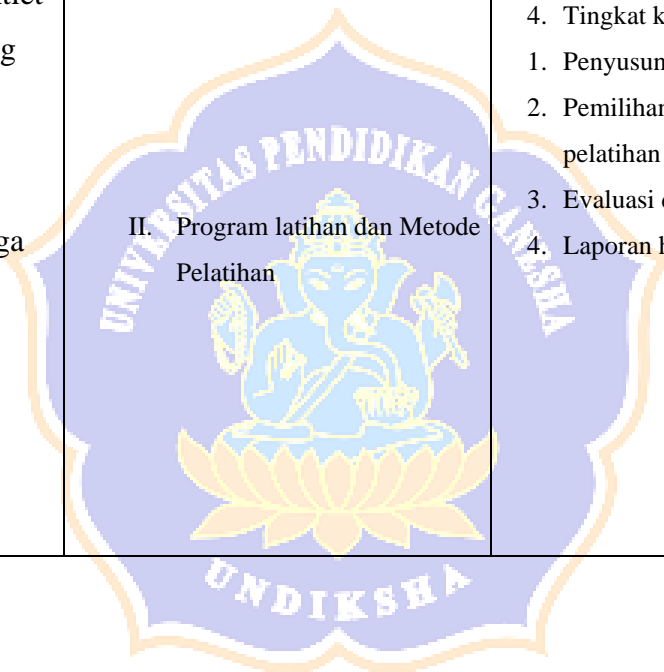 g
ga
II. Program latihan dan Metode
Pelatihan
4. Tingkat k
1. Penyusun
2. Pemilihan
pelatihan
3. Evaluasi
4. Laporan
UNIVERSITAS PENDIDIKAN GANESHA
UNDIKSHA